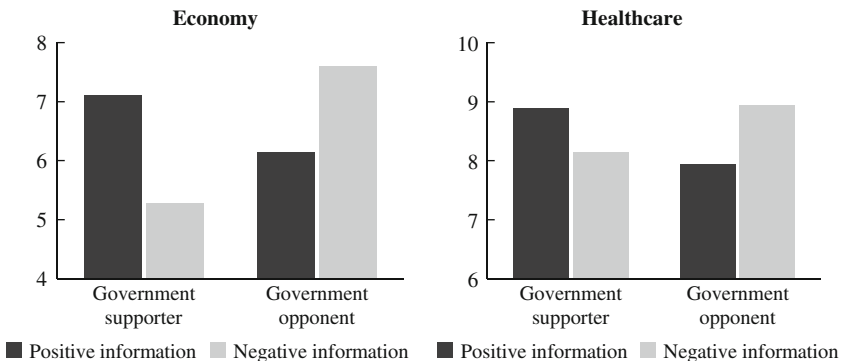 Economy
8
7
6
5
4
Government supporter
Government opponent
Positive information Negative information
Healthcare
10
9
8
7
6
Government supporter
Government opponent
Positive information Negative information